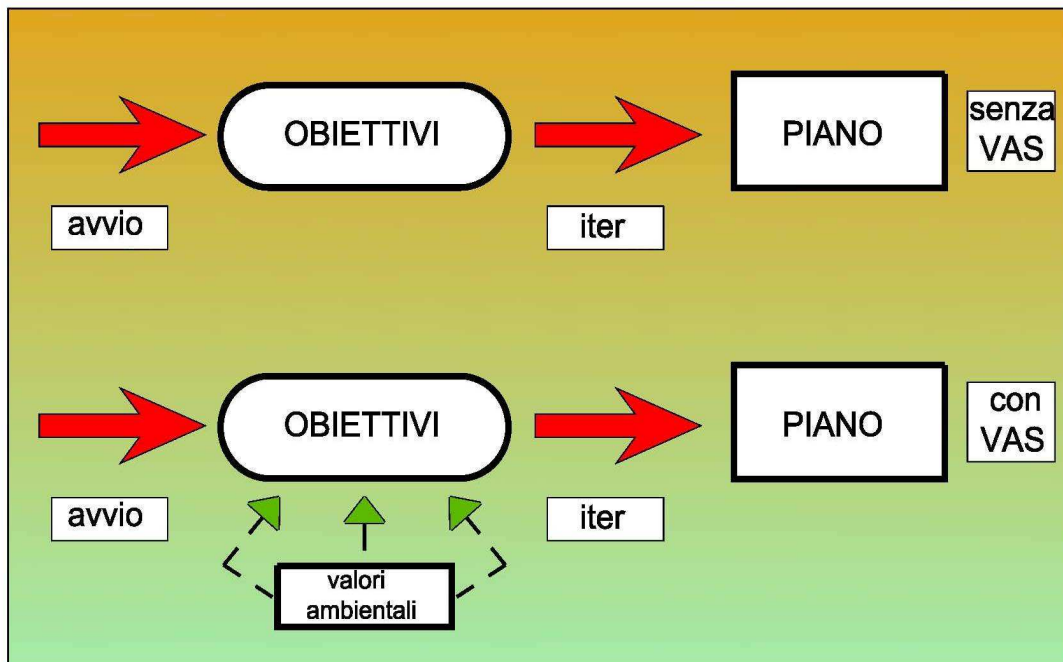 OBIETTIVI
PIANO
senza
VAS
avvio
iter
OBIETTIVI
PIANO
con
VAS
avvio
iter
valori
ambientali